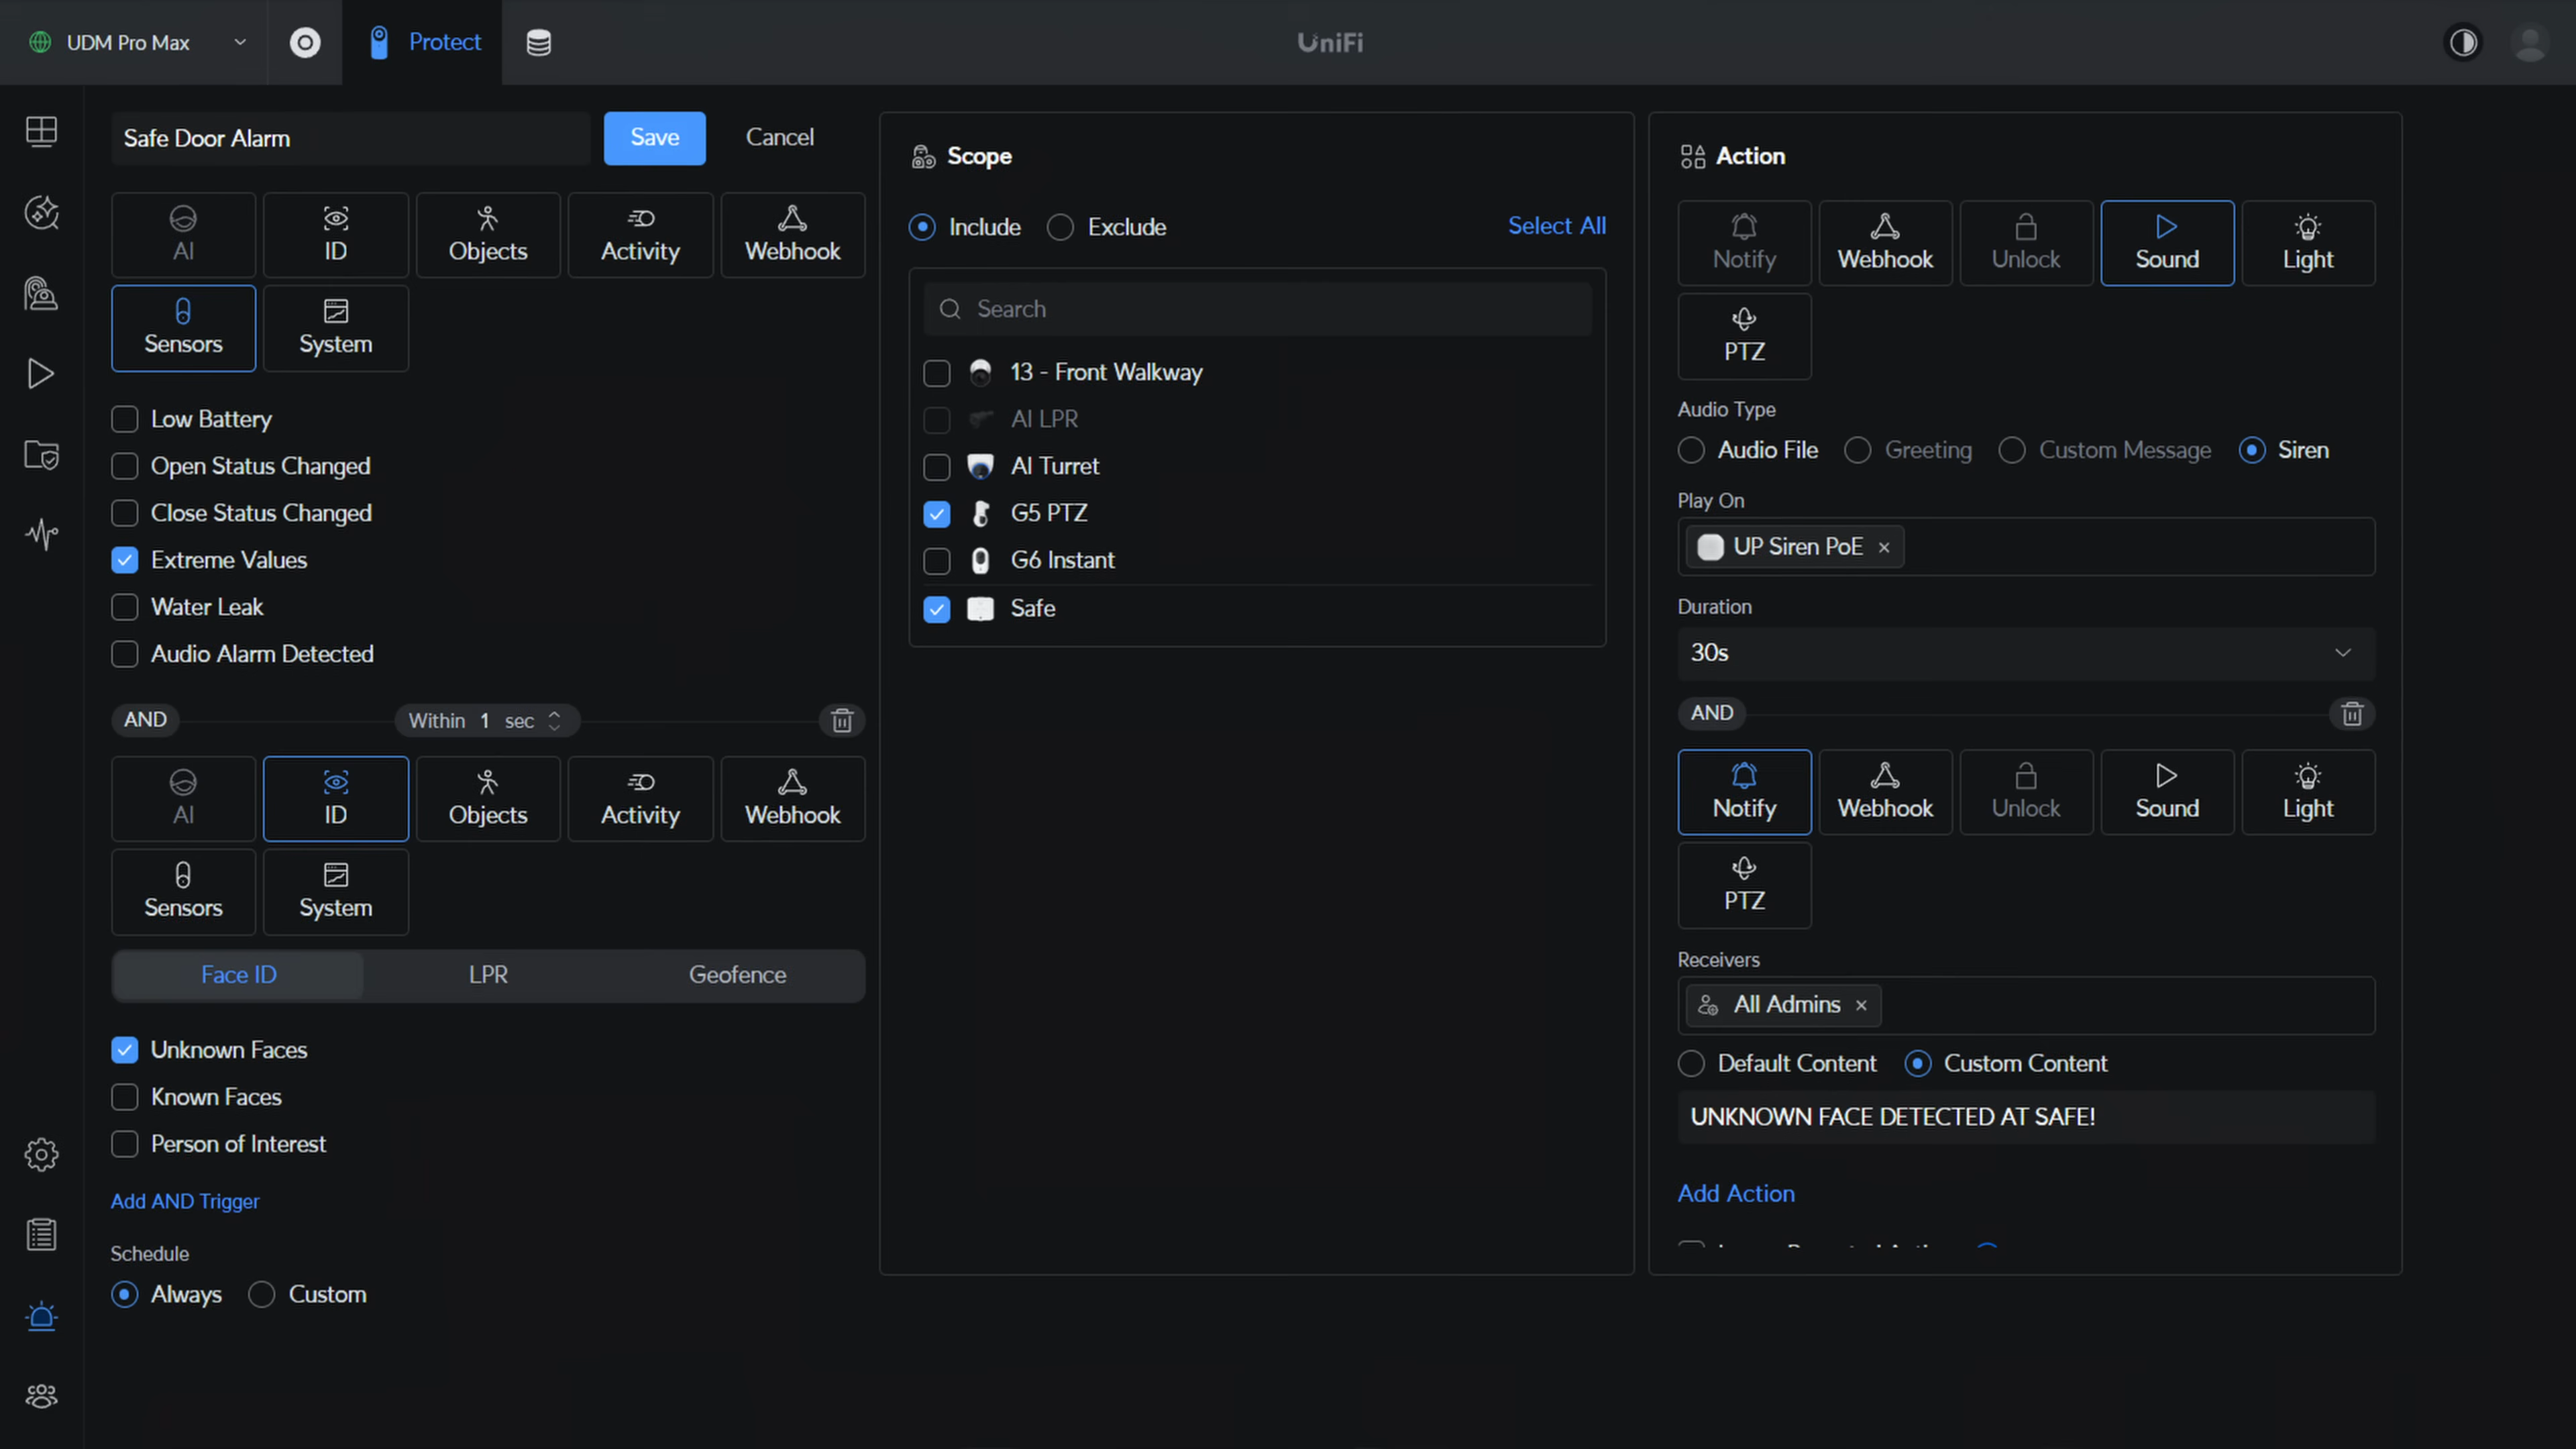 UDM Pro Max
Protect
UniFi
Safe Door Alarm
Save
Cancel
AI
ID
Objects
Activity
Webhook
Sensors
System
Low Battery
Open Status Changed
Close Status Changed
Extreme Values
Water Leak
Audio Alarm Detected
AND
Within 1 sec
AI
ID
Objects
Activity
Webhook
Sensors
System
Face ID
LPR
Geofence
Unknown Faces
Known Faces
Person of Interest
Add AND Trigger
Schedule
Always
Custom
Scope
Include
Exclude
Select All
Search
13 - Front Walkway
AI LPR
AI Turret
G5 PTZ
G6 Instant
Safe
Action
Notify
Webhook
Unlock
Sound
Light
PTZ
Audio Type
Audio File
Greeting
Custom Message
Siren
Play On
UP Siren PoE
Duration
30s
AND
Notify
Webhook
Unlock
Sound
Light
PTZ
Receivers
All Admins
Default Content
Custom Content
UNKNOWN FACE DETECTED AT SAFE!
Add Action